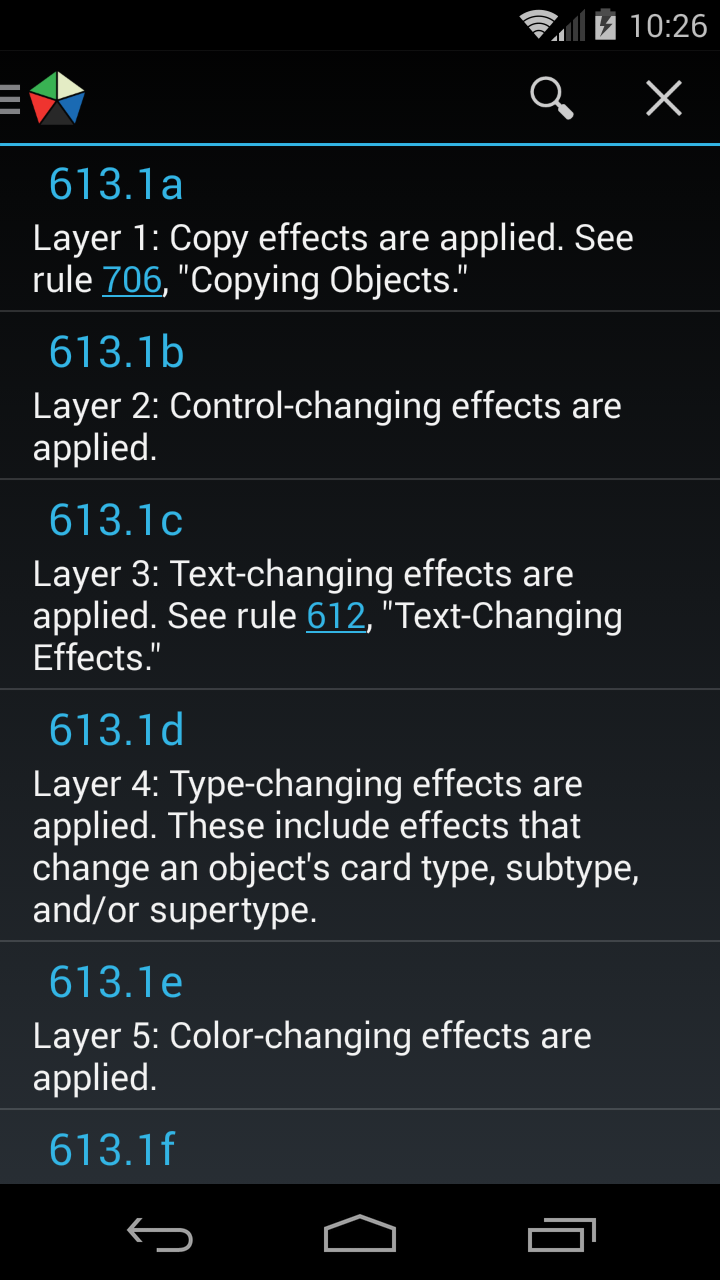 10:26
613.1a
Layer 1: Copy effects are applied. See
rule 706, "Copying Objects."
613.1b
Layer 2: Control-changing effects are
applied.
613.1c
Layer 3: Text-changing effects are
applied. See rule 612, "Text-Changing
Effects."
613.1d
Layer 4: Type-changing effects are
applied. These include effects that
change an object's card type, subtype,
and/or supertype.
613.1e
Layer 5: Color-changing effects are
applied.
613.1f